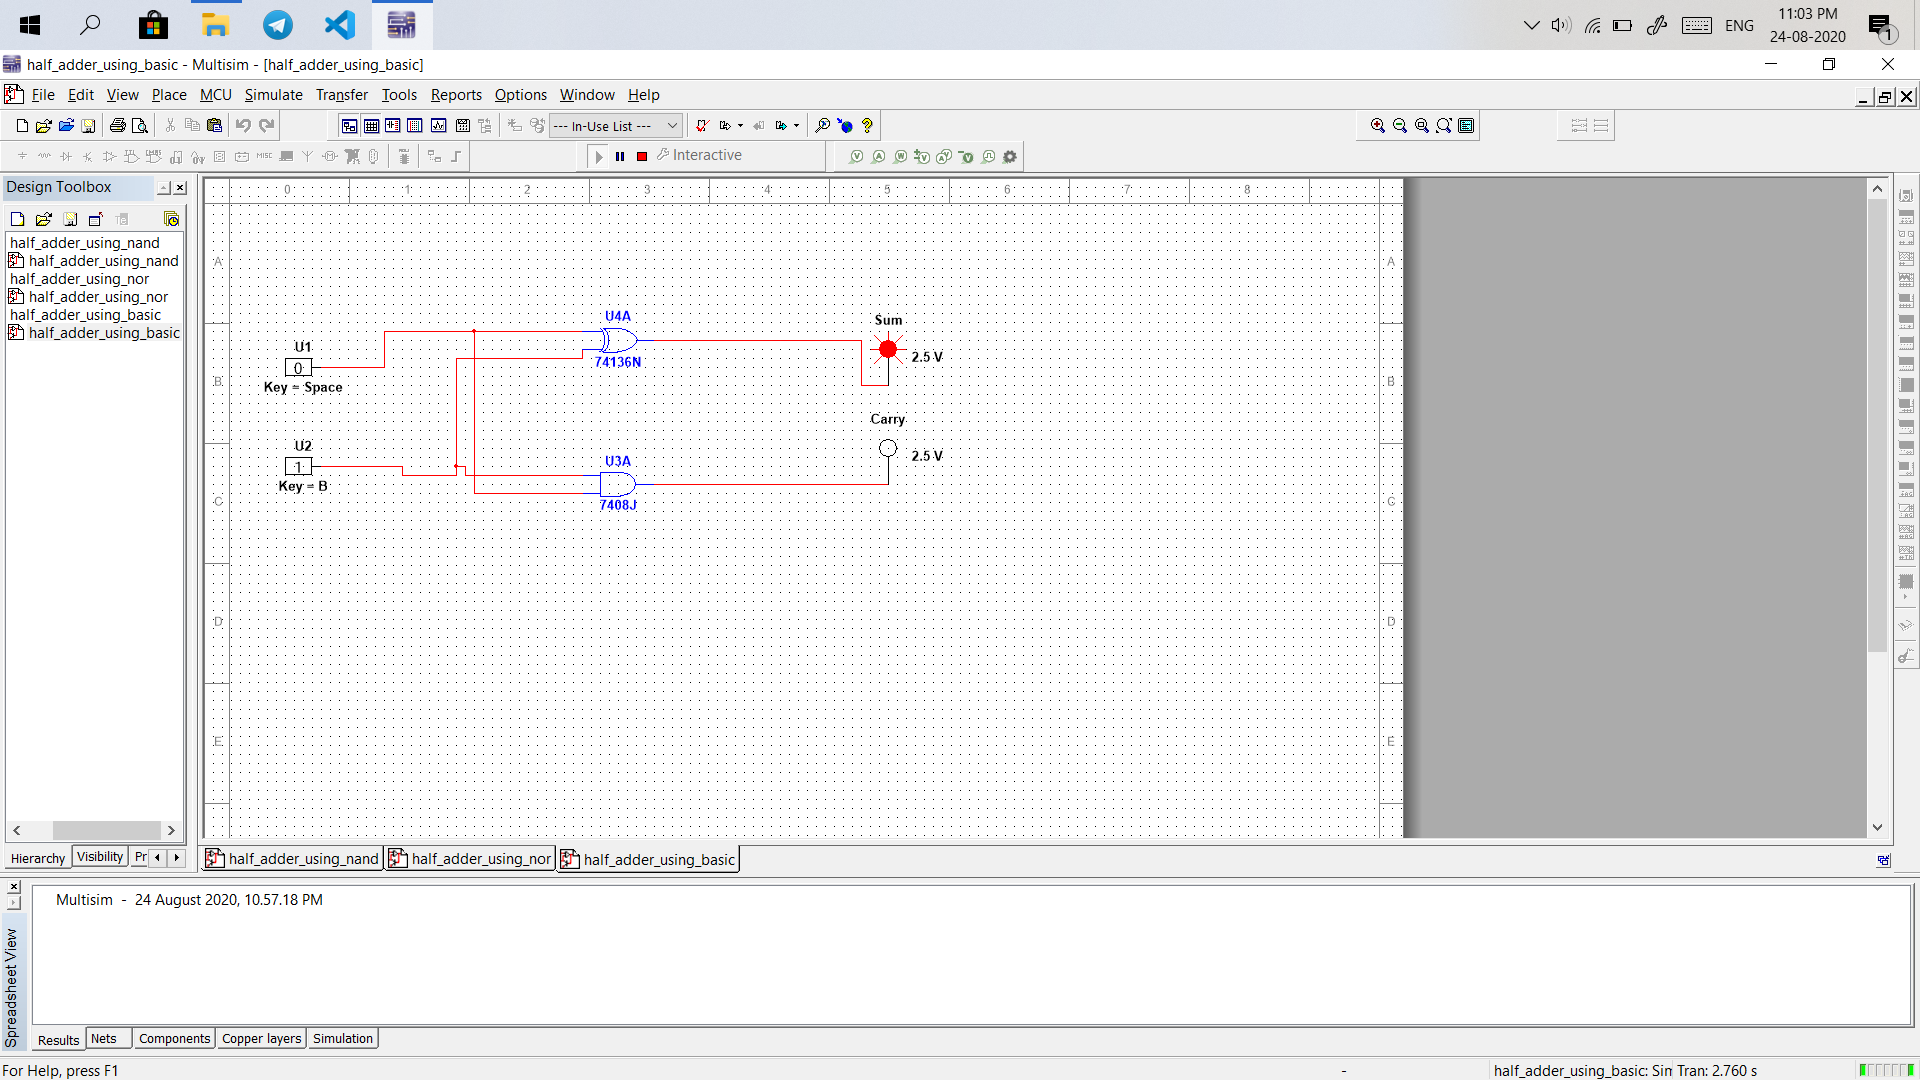 ENG
11:03 PM
24-08-2020
1
half_adder_using_basic - Multisim - [half_adder_using_basic]
File Edit View Place MCU Simulate Transfer Tools Reports Options Window Help
--- In-Use List ---
Interactive
Design Toolbox
half_adder_using_nand
half_adder_using_nand
half_adder_using_nor
half_adder_using_nor
half_adder_using_basic
half_adder_using_basic
0 1 2 3 4 5 6 7 8
A A
U4A
74136N
Sum
2.5 V
U1
0
Key = Space
B B
Carry
2.5 V
U2
1
Key = B
U3A
7408J
C C
D D
E E
Hierarchy Visibility Pr
half_adder_using_nand half_adder_using_nor half_adder_using_basic
Multisim - 24 August 2020, 10.57.18 PM
Spreadsheet View
Results Nets Components Copper layers Simulation
For Help, press F1
- half_adder_using_basic: Sin Tran: 2.760 s